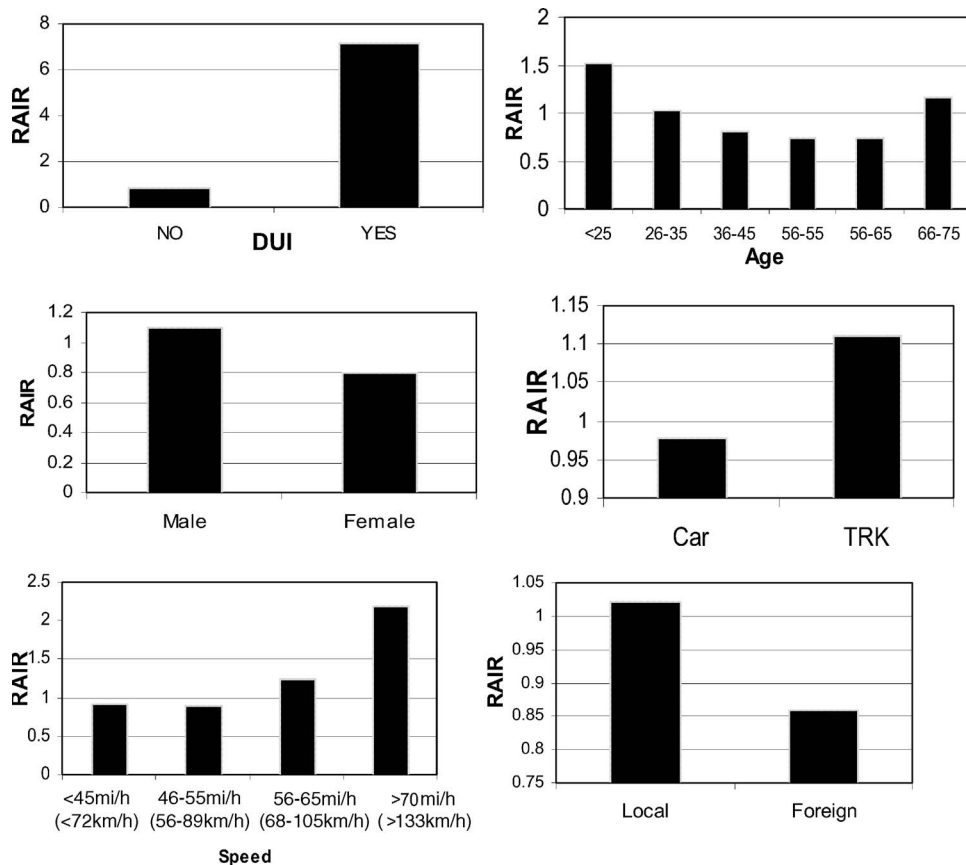 8
6
4
2
0
RAIR
NO
YES
DUI
2
1.5
1
0.5
0
RAIR
<25
26-35
36-45
56-55
56-65
66-75
Age
1.2
1
0.8
0.6
0.4
0.2
0
RAIR
Male
Female
1.15
1.1
1.05
1
0.95
0.9
RAIR
Car
TRK
2.5
2
1.5
1
0.5
0
RAIR
<45mi/h 46-55mi/h 56-65mi/h >70mi/h
(<72km/h) (56-89km/h) (68-105km/h) (>133km/h)
Speed
1.05
1
0.95
0.9
0.85
0.8
0.75
RAIR
Local
Foreign